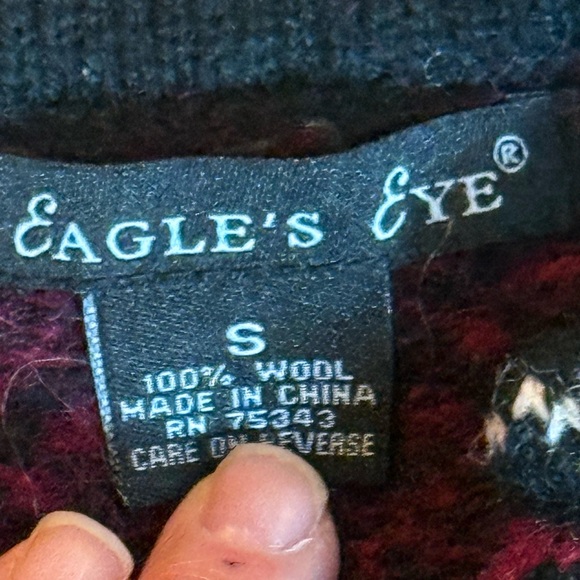 EAGLE'S EYE®
S
100% WOOL
MADE IN CHINA
RN 75343
CARE ON REVERSE